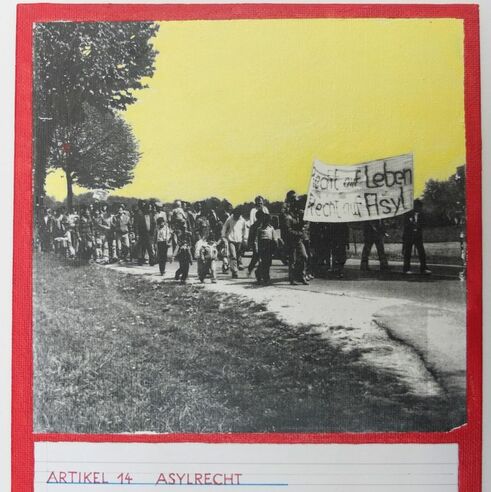 Recht auf Leben
Recht auf Asyl
ARTIKEL 14 ASYLRECHT